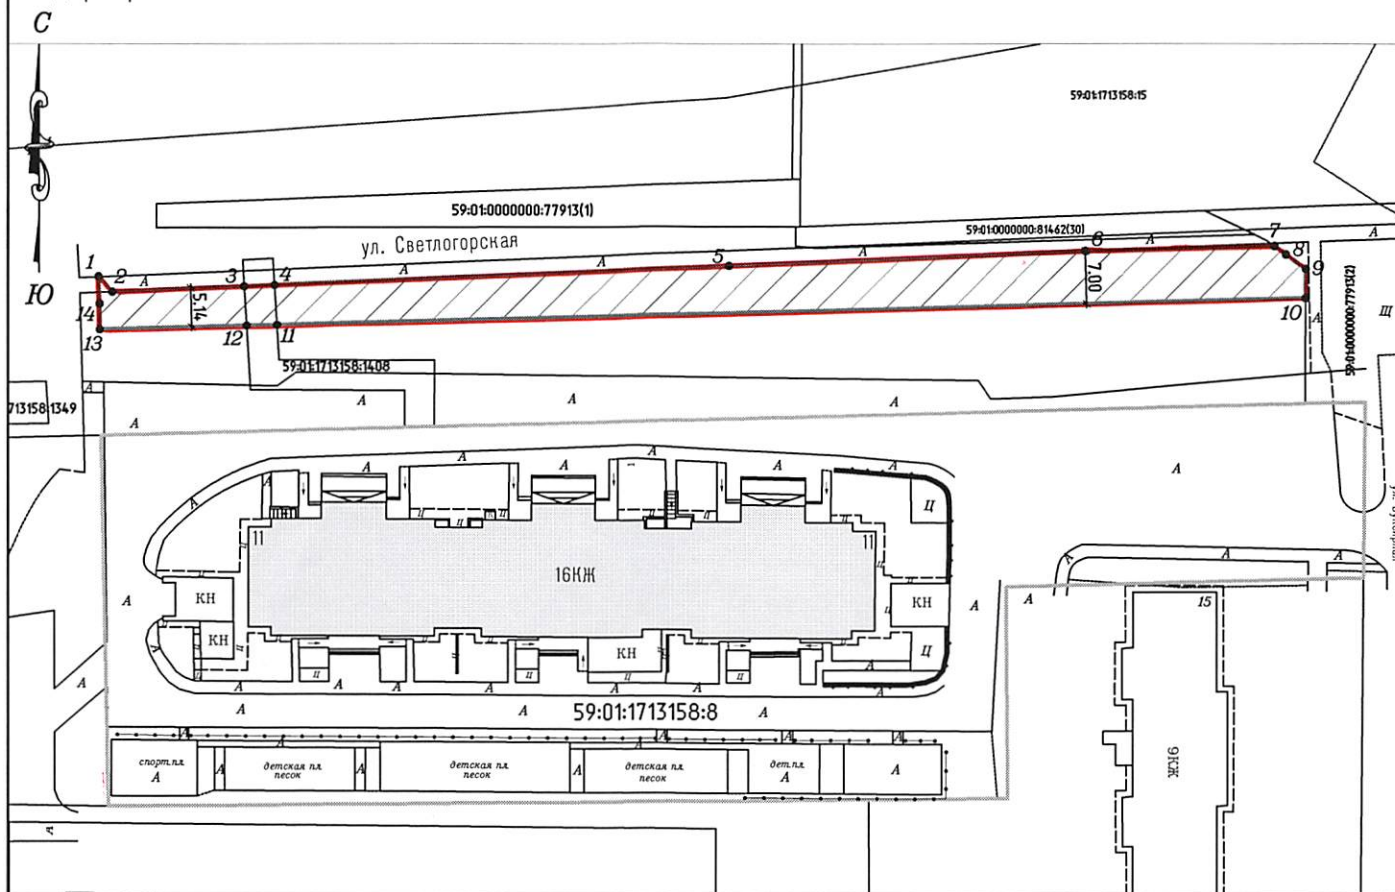 С
59:01:1713158:15
59:01:0000000:77913(1)
59:01:0000000:81462(30)
ул. Светлогорская
1
2
А
3
4
А
А
5
А
6
А
7
8
9
А
Ю
5.14
7.00
14
13
12
11
10
А
59:01:0000000:77913(2)
Щ
59:01:1713158:1408
А
713158:1349
А
А
А
А
А
А
А
А
А
А
А
А
А
Ц
ц
ц
ц
11
11
16КЖ
ц
ц
А
А
ц
КН
А
КН
КН
КН
А
А
А
15
А
Ц
ц
ц
ц
ц
ц
А
А
А
А
А
А
А
А
А
59:01:1713158:8
А
А
А
А
А
А
А
спорт.пл.
А
А
детская пл.
песок
А
детская пл.
песок
А
детская пл.
песок
дет.пл.
А
А
9КЖ
А